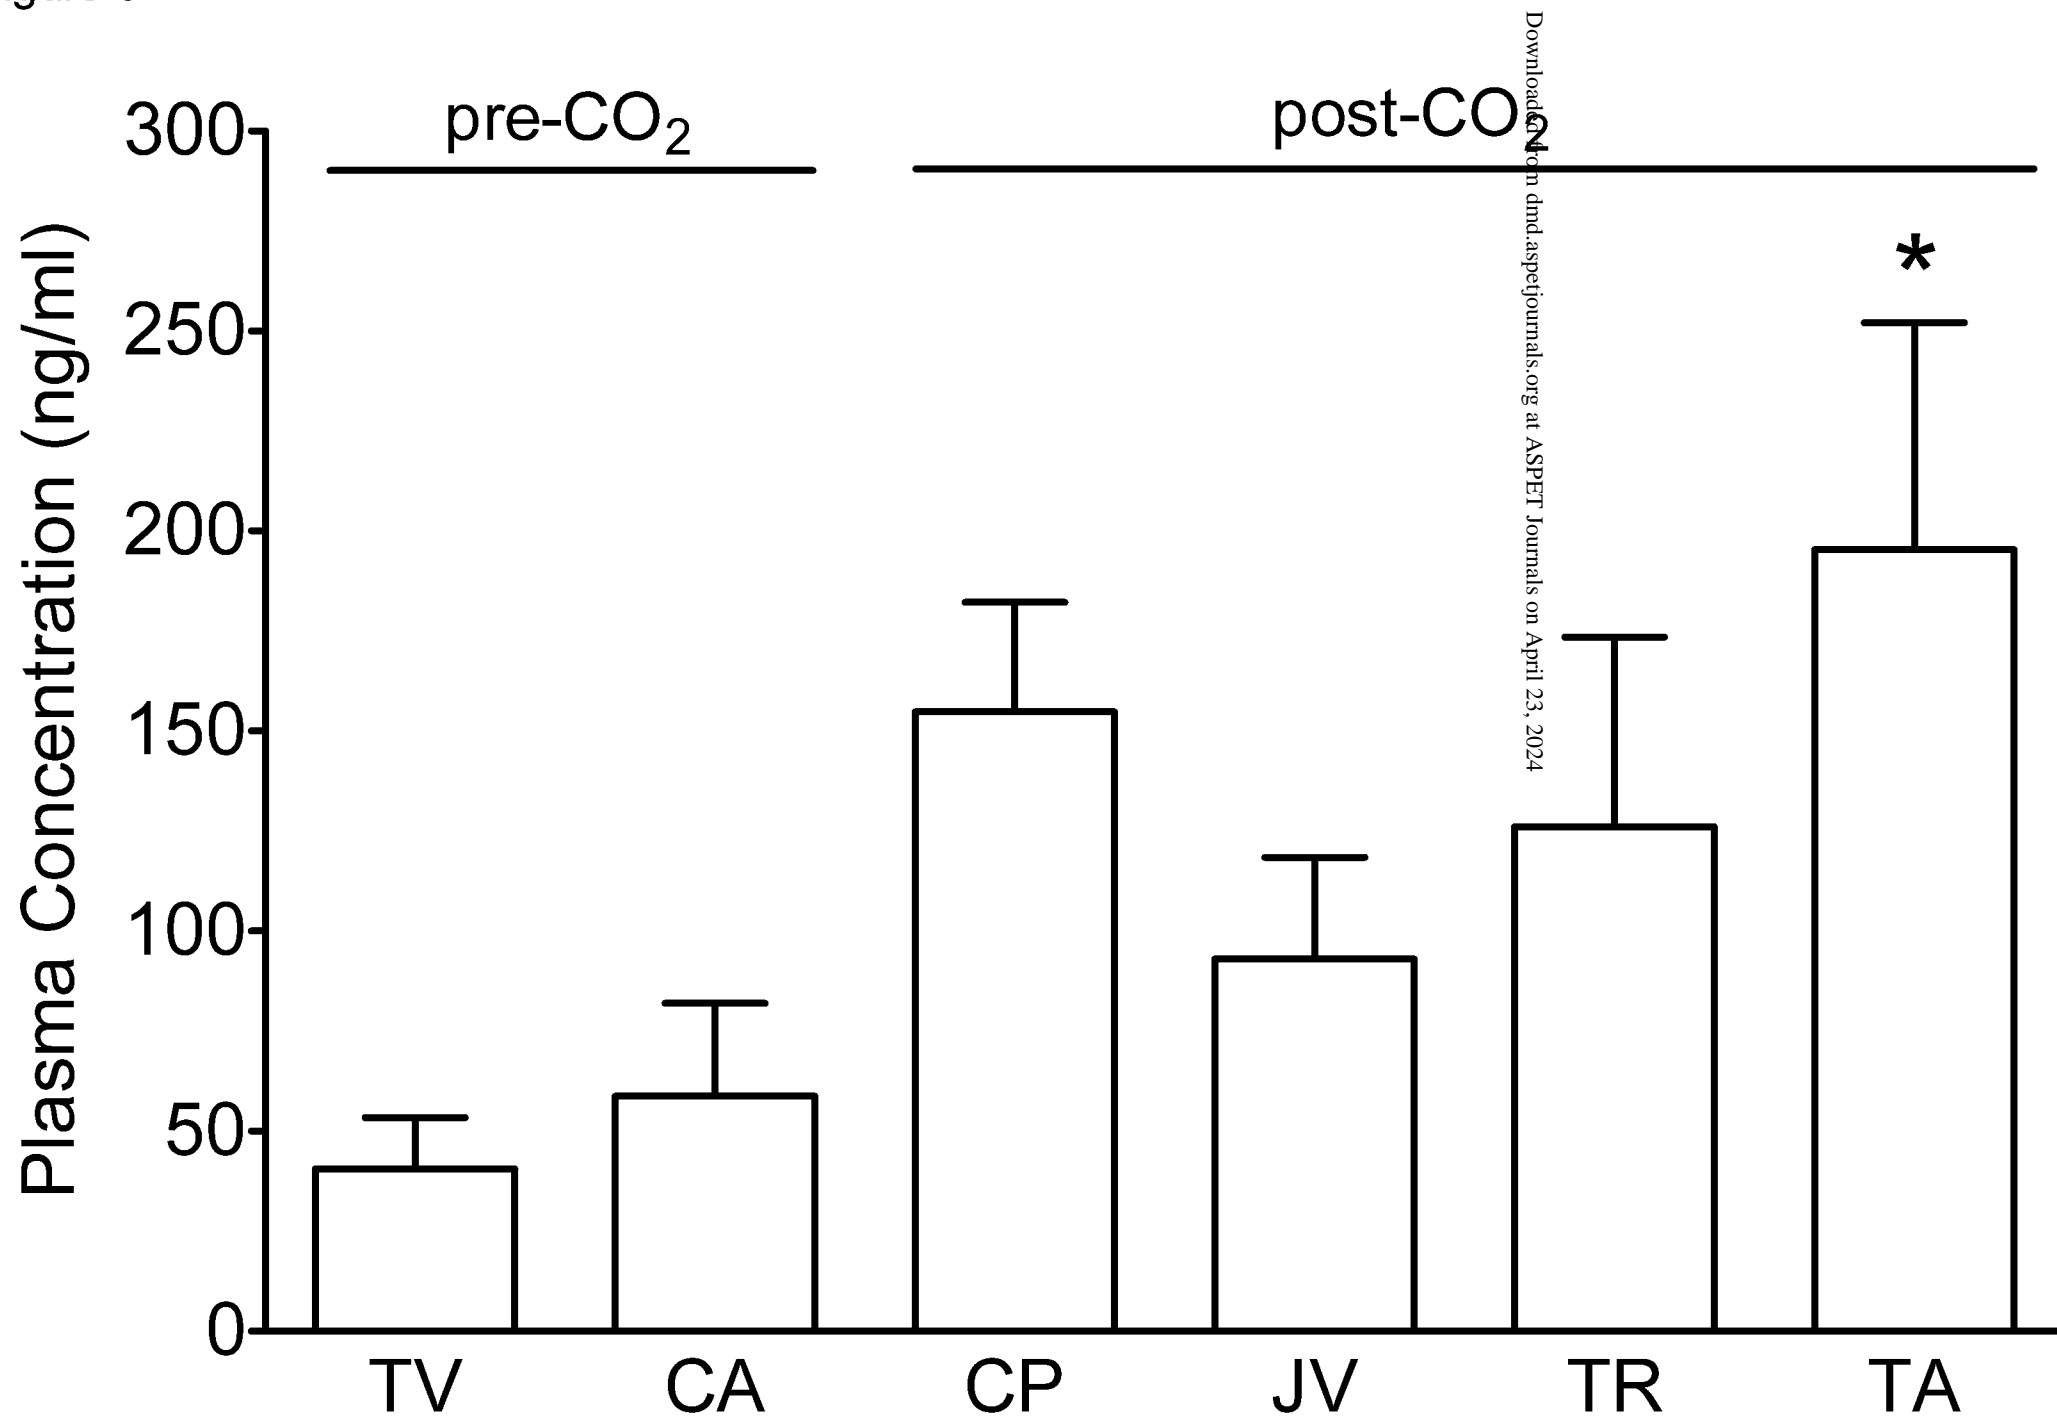 pre-CO₂
post-CO₂
300
250
200
150
100
50
0
Plasma Concentration (ng/ml)
*
TV CA CP JV TR TA
Downloaded from dmd.aspetjournals.org at ASPET Journals on April 23, 2024